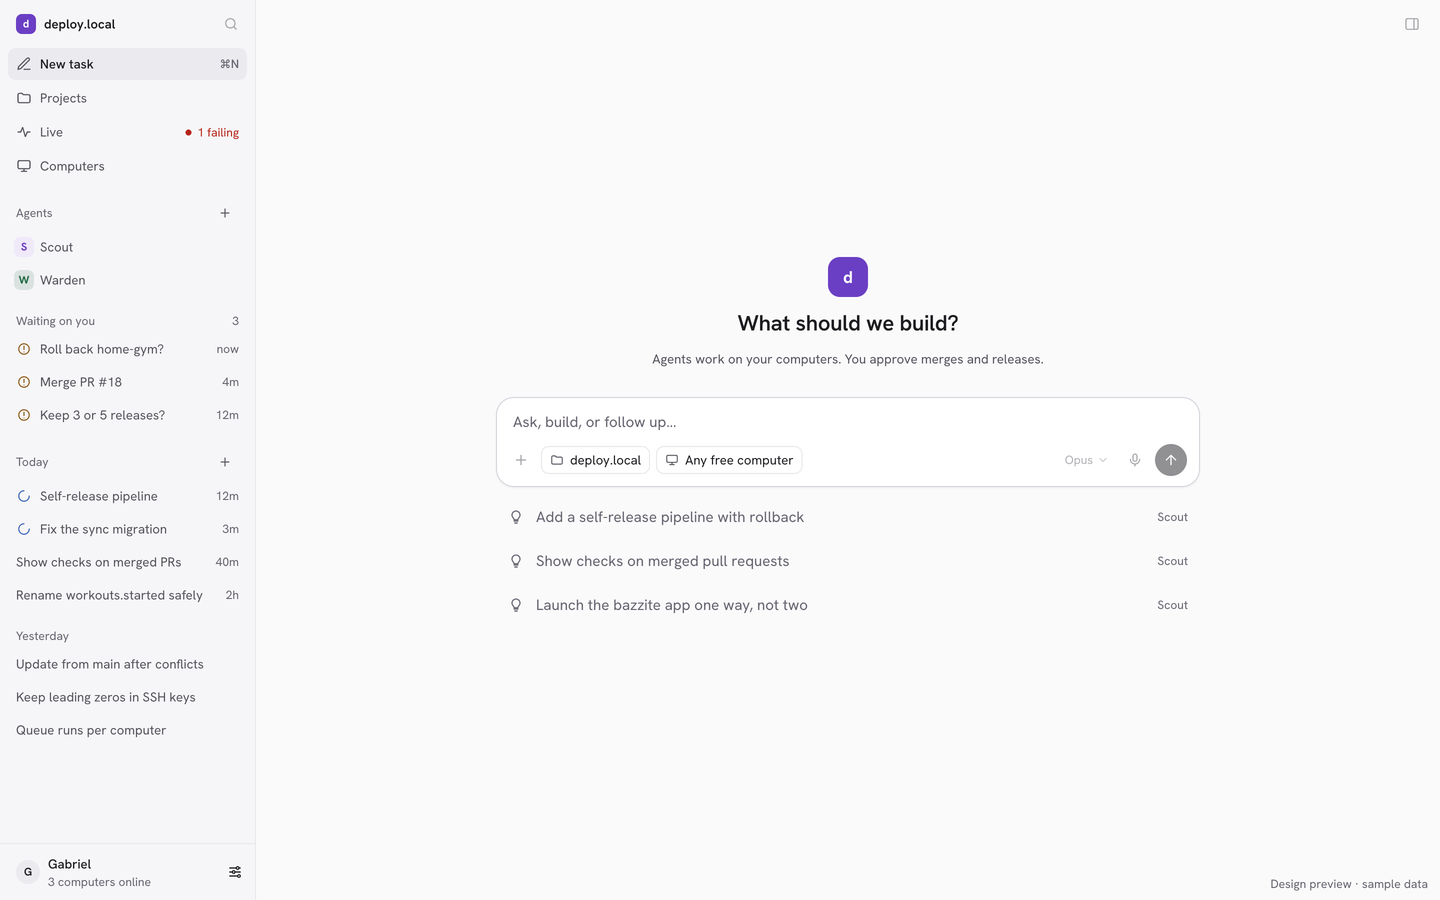 d deploy.local
New task ⌘N
Projects
Live 1 failing
Computers
Agents
S Scout
W Warden
Waiting on you 3
Roll back home-gym? now
Merge PR #18 4m
Keep 3 or 5 releases? 12m
Today
Self-release pipeline 12m
Fix the sync migration 3m
Show checks on merged PRs 40m
Rename workouts.started safely 2h
Yesterday
Update from main after conflicts
Keep leading zeros in SSH keys
Queue runs per computer
G Gabriel
3 computers online
d
What should we build?
Agents work on your computers. You approve merges and releases.
Ask, build, or follow up…
deploy.local Any free computer Opus
Add a self-release pipeline with rollback Scout
Show checks on merged pull requests Scout
Launch the bazzite app one way, not two Scout
Design preview · sample data